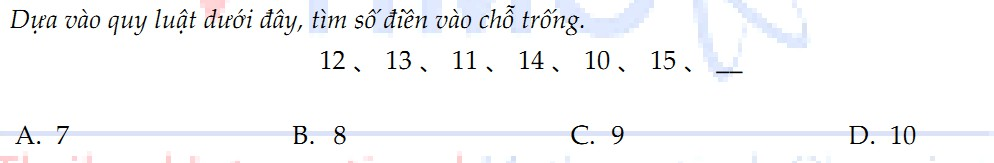 Dựa vào quy luật dưới đây, tìm số điền vào chỗ trống.
12 、 13 、 11 、 14 、 10 、 15 、 __
A. 7 B. 8 C. 9 D. 10